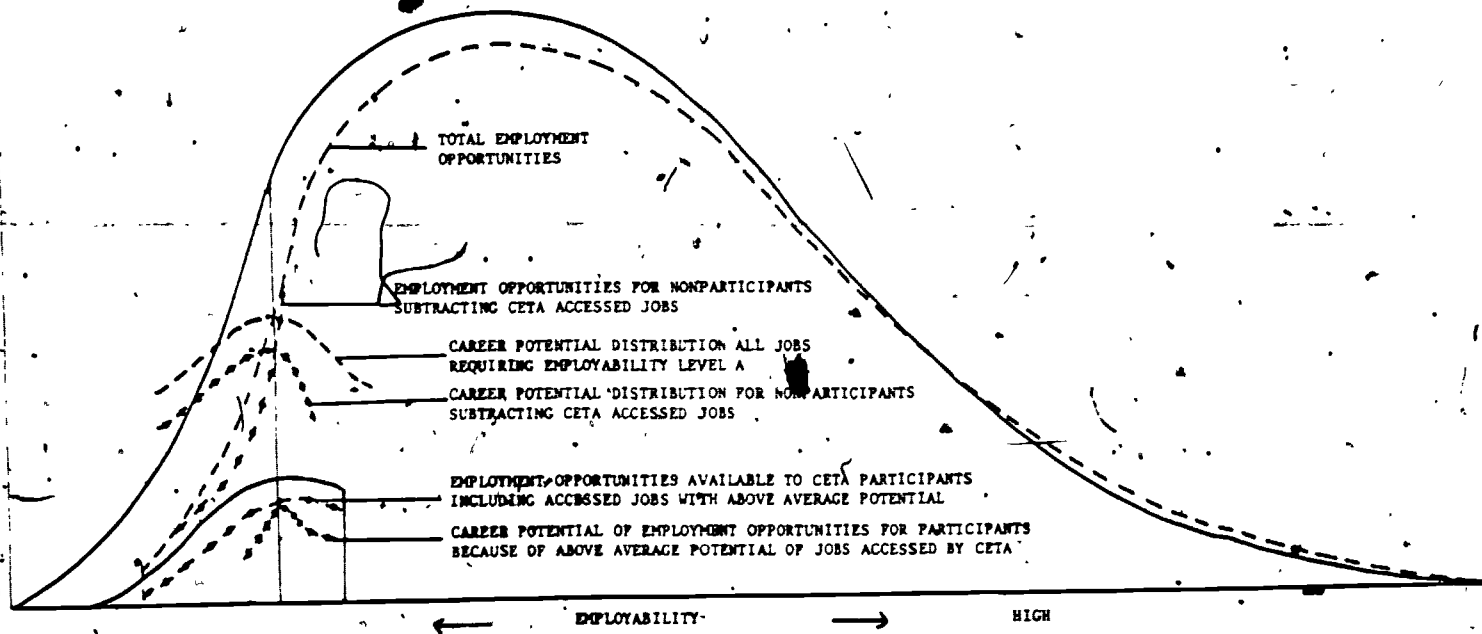 TOTAL EMPLOYMENT
OPPORTUNITIES
EMPLOYMENT OPPORTUNITIES FOR NONPARTICIPANTS
SUBTRACTING CETA ACCESSED JOBS
CAREER POTENTIAL DISTRIBUTION ALL JOBS
REQUIRING EMPLOYABILITY LEVEL A
CAREER POTENTIAL DISTRIBUTION FOR NONPARTICIPANTS
SUBTRACTING CETA ACCESSED JOBS
EMPLOYMENT OPPORTUNITIES AVAILABLE TO CETA PARTICIPANTS
INCLUDING ACCESSED JOBS WITH ABOVE AVERAGE POTENTIAL
CAREER POTENTIAL OF EMPLOYMENT OPPORTUNITIES FOR PARTICIPANTS
BECAUSE OF ABOVE AVERAGE POTENTIAL OF JOBS ACCESSED BY CETA
EMPLOYABILITY HIGH